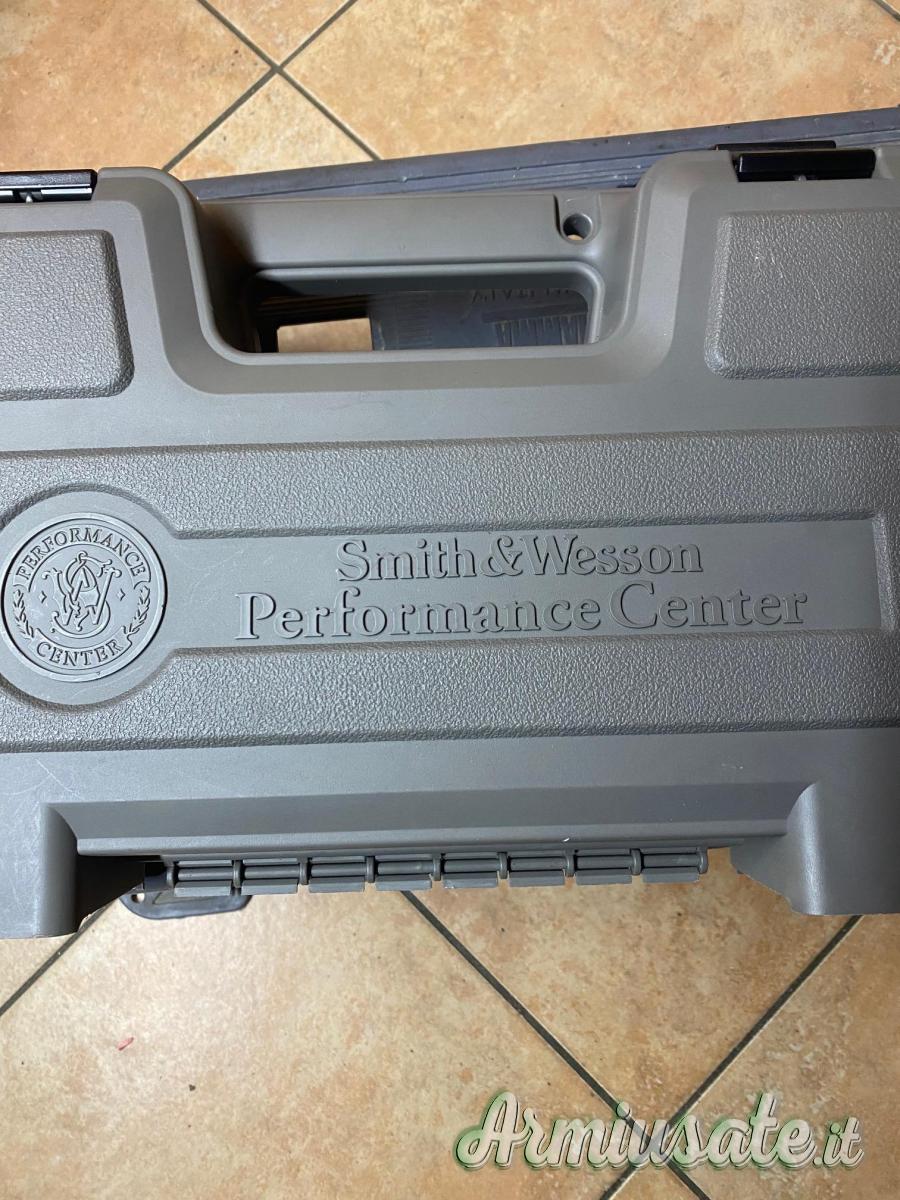 Smith & Wesson
Performance Center
PERFORMANCE
CENTER
Armiusate.it